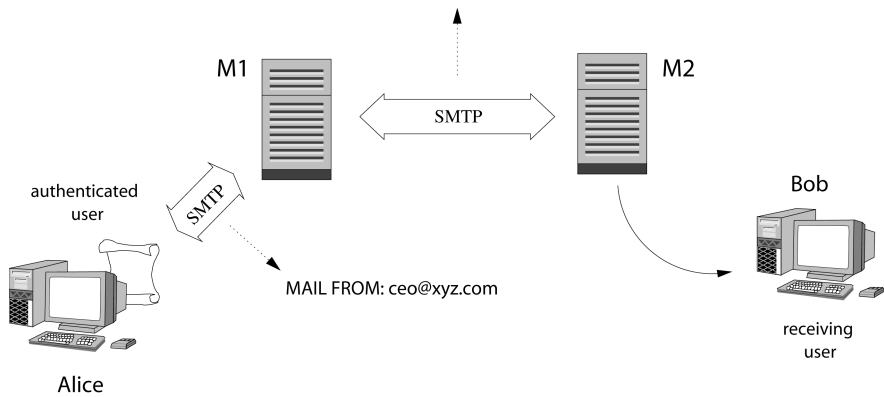 M1
M2
SMTP
authenticated
user
SMTP
Bob
MAIL FROM: ceo@xyz.com
receiving
user
Alice